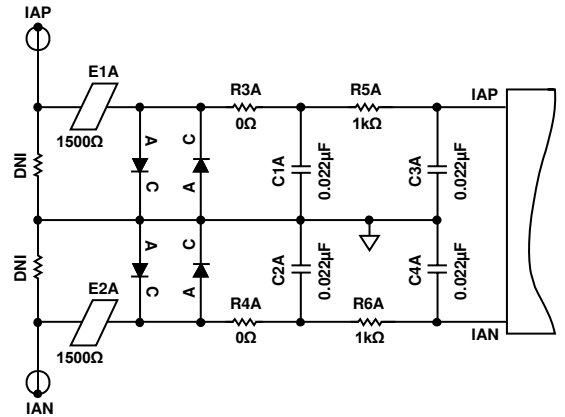 IAP
E1A
1500Ω
R3A
0Ω
R5A
1kΩ
IAP
DNI
A
C
C
A
C1A
0.022µF
C3A
0.022µF
DNI
A
C
C
A
C2A
0.022µF
C4A
0.022µF
E2A
1500Ω
R4A
0Ω
R6A
1kΩ
IAN
IAN